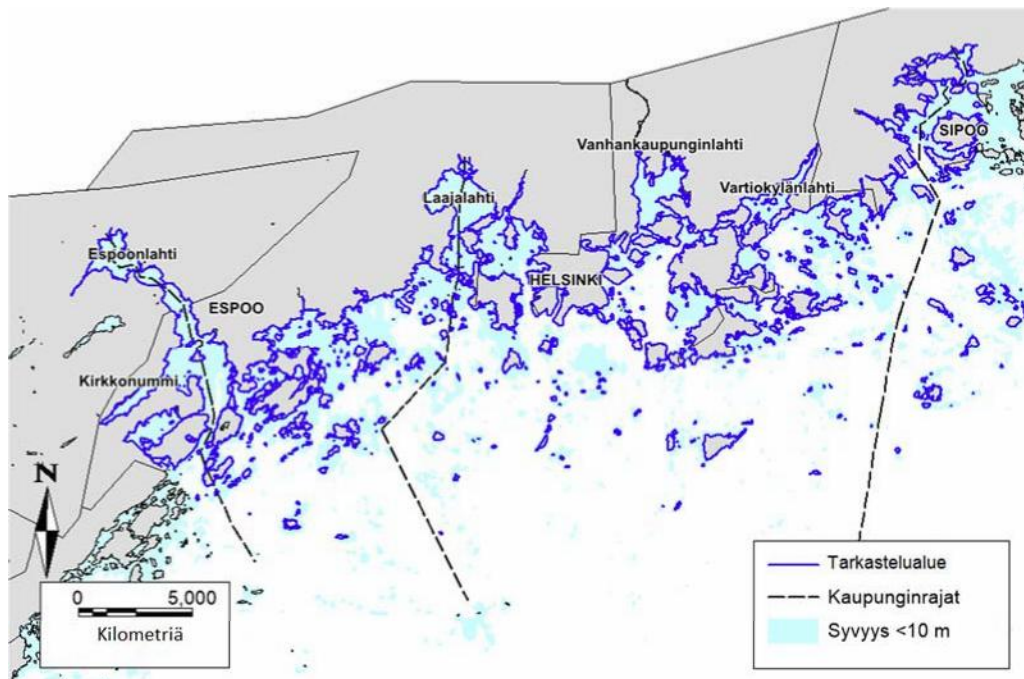 SIPOO
Vanhankaupunginlahti
Vartiokylänlahti
Laajalahti
Espoonlahti
HELSINKI
ESPOO
Kirkkonummi
N
0 5,000
Kilometriä
Tarkastelualue
Kaupunginrajat
Syvyys <10 m